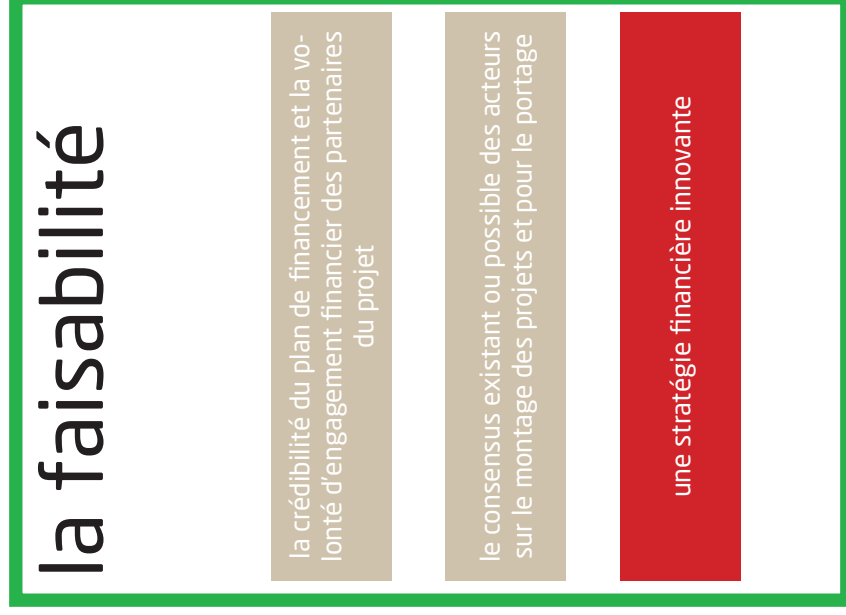 la faisabilité
la crédibilité du plan de financement et la vo-
lonté d'engagement financier des partenaires
du projet
le consensus existant ou possible des acteurs
sur le montage des projets et pour le portage
une stratégie financière innovante